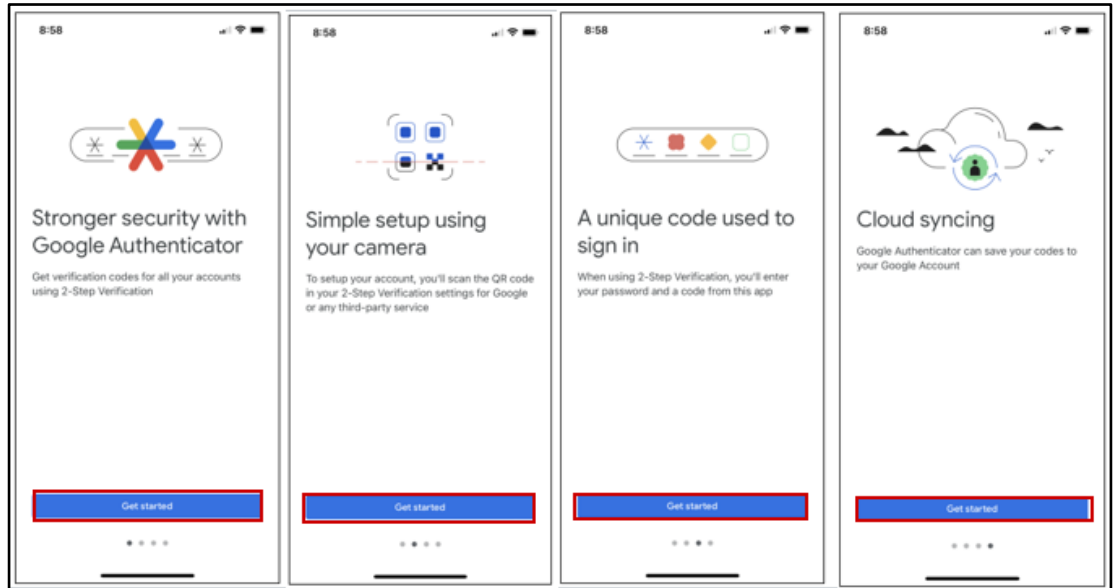 8:58
Stronger security with
Google Authenticator
Get verification codes for all your accounts
using 2-Step Verification
Get started
8:58
Simple setup using
your camera
To setup your account, you'll scan the QR code
in your 2-Step Verification settings for Google
or any third-party service
Get started
8:58
A unique code used to
sign in
When using 2-Step Verification, you'll enter
your password and a code from this app
Get started
8:58
Cloud syncing
Google Authenticator can save your codes to
your Google Account
Get started